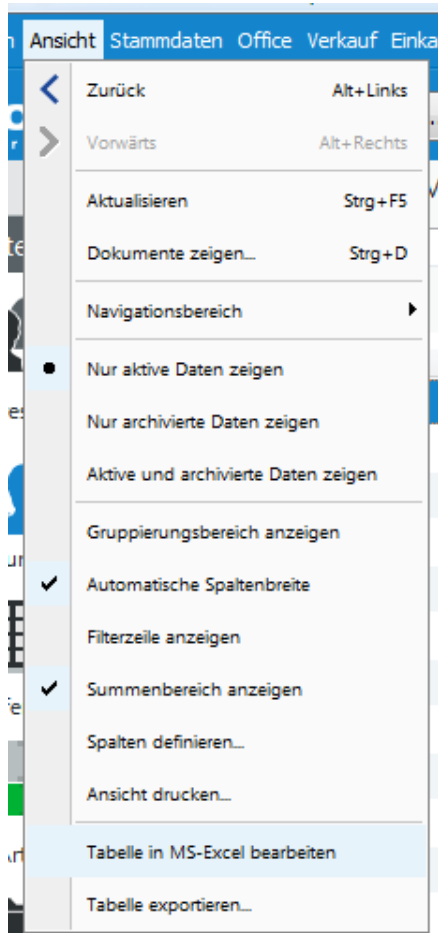 Ansicht Stammdaten Office Verkauf
Zurück Alt+Links
Vorwärts Alt+Rechts
Aktualisieren Strg+F5
Dokumente zeigen... Strg+D
Navigationsbereich
Nur aktive Daten zeigen
Nur archivierte Daten zeigen
Aktive und archivierte Daten zeigen
Gruppierungsbereich anzeigen
Automatische Spaltenbreite
Filterzeile anzeigen
Summenbereich anzeigen
Spalten definieren...
Ansicht drucken...
Tabelle in MS-Excel bearbeiten
Tabelle exportieren...